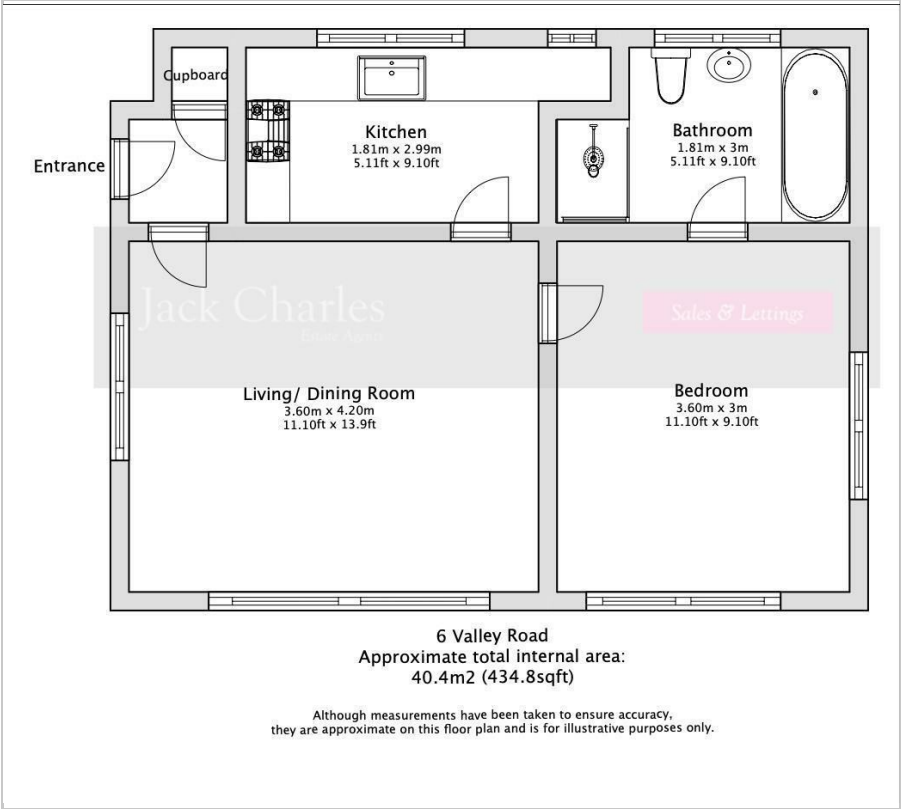 Cupboard
Kitchen
1.81m x 2.99m
5.11ft x 9.10ft
Bathroom
1.81m x 3m
5.11ft x 9.10ft
Entrance
Jack Charles
Estate Agents
Sales & Lettings
Living/ Dining Room
3.60m x 4.20m
11.10ft x 13.9ft
Bedroom
3.60m x 3m
11.10ft x 9.10ft
6 Valley Road
Approximate total internal area:
40.4m2 (434.8sqft)
Although measurements have been taken to ensure accuracy,
they are approximate on this floor plan and is for illustrative purposes only.